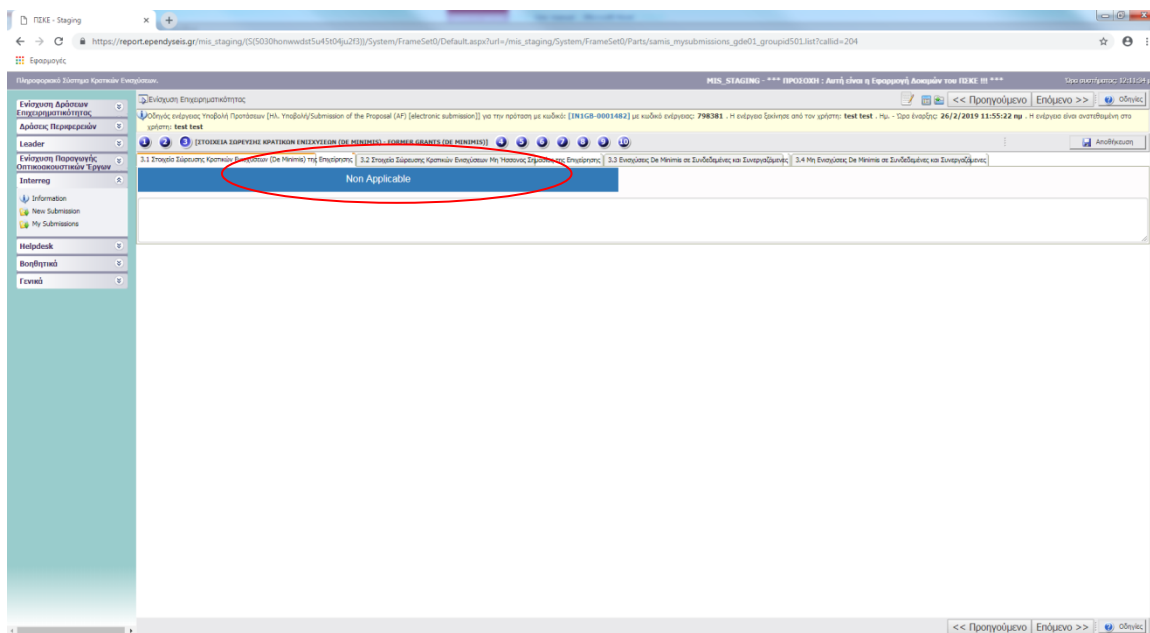 ΠΣΚΕ - Staging
https://report.ependyseis.gr/mis_staging/(S(5030honwwdst5u45t04ju2f3))/System/FrameSet0/Default.aspx?url=/mis_staging/System/FrameSet0/Parts/samis_mysubmissions_gde01_groupid501.list?callid=204
Εφαρμογές
Πληροφοριακό Σύστημα Κρατικών Ενισχύσεων.
MIS_STAGING - *** ΠΡΟΣΟΧΗ : Αυτή είναι η Εφαρμογή Δοκιμών του ΠΣΚΕ !!! ***
Ώρα συστήματος:
Ενίσχυση Δράσεων Επιχειρηματικότητας
Δράσεις Περιφερειών
Leader
Ενίσχυση Παραγωγής Οπτικοακουστικών Έργων
Interreg
Information
New Submission
My Submissions
Helpdesk
Βοηθητικά
Γενικά
Ενίσχυση Επιχειρηματικότητας
<< Προηγούμενο Επόμενο >> Οδηγίες
Οδηγός ενέργειας Υποβολή Προτάσεων [Ηλ. Υποβολή/Submission of the Proposal (AF) [electronic submission]] για την πρόταση με κωδικό: [IN1GB-0001482] με κωδικό ενέργειας: 798381 . Η ενέργεια ξεκίνησε από τον χρήστη: test test . Ημ. - Ώρα έναρξης: 26/2/2019 11:55:22 πμ . Η ενέργεια είναι ανατεθειμένη στο
χρήστη: test test
1 2 3 [ΣΤΟΙΧΕΙΑ ΣΩΡΕΥΣΗΣ ΚΡΑΤΙΚΩΝ ΕΝΙΣΧΥΣΕΩΝ (DE MINIMIS) - FORMER GRANTS (DE MINIMIS)] 4 5 6 7 8 9 10
Αποθήκευση
3.1 Στοιχεία Σώρευσης Κρατικών Ενισχύσεων (De Minimis) της Επιχείρησης 3.2 Στοιχεία Σώρευσης Κρατικών Ενισχύσεων Μη Ήσσονος Σημασίας της Επιχείρησης 3.3 Ενισχύσεις De Minimis σε Συνδεδεμένες και Συνεργαζόμενες 3.4 Μη Ενισχύσεις De Minimis σε Συνδεδεμένες και Συνεργαζόμενες
Non Applicable
<< Προηγούμενο Επόμενο >> Οδηγίες